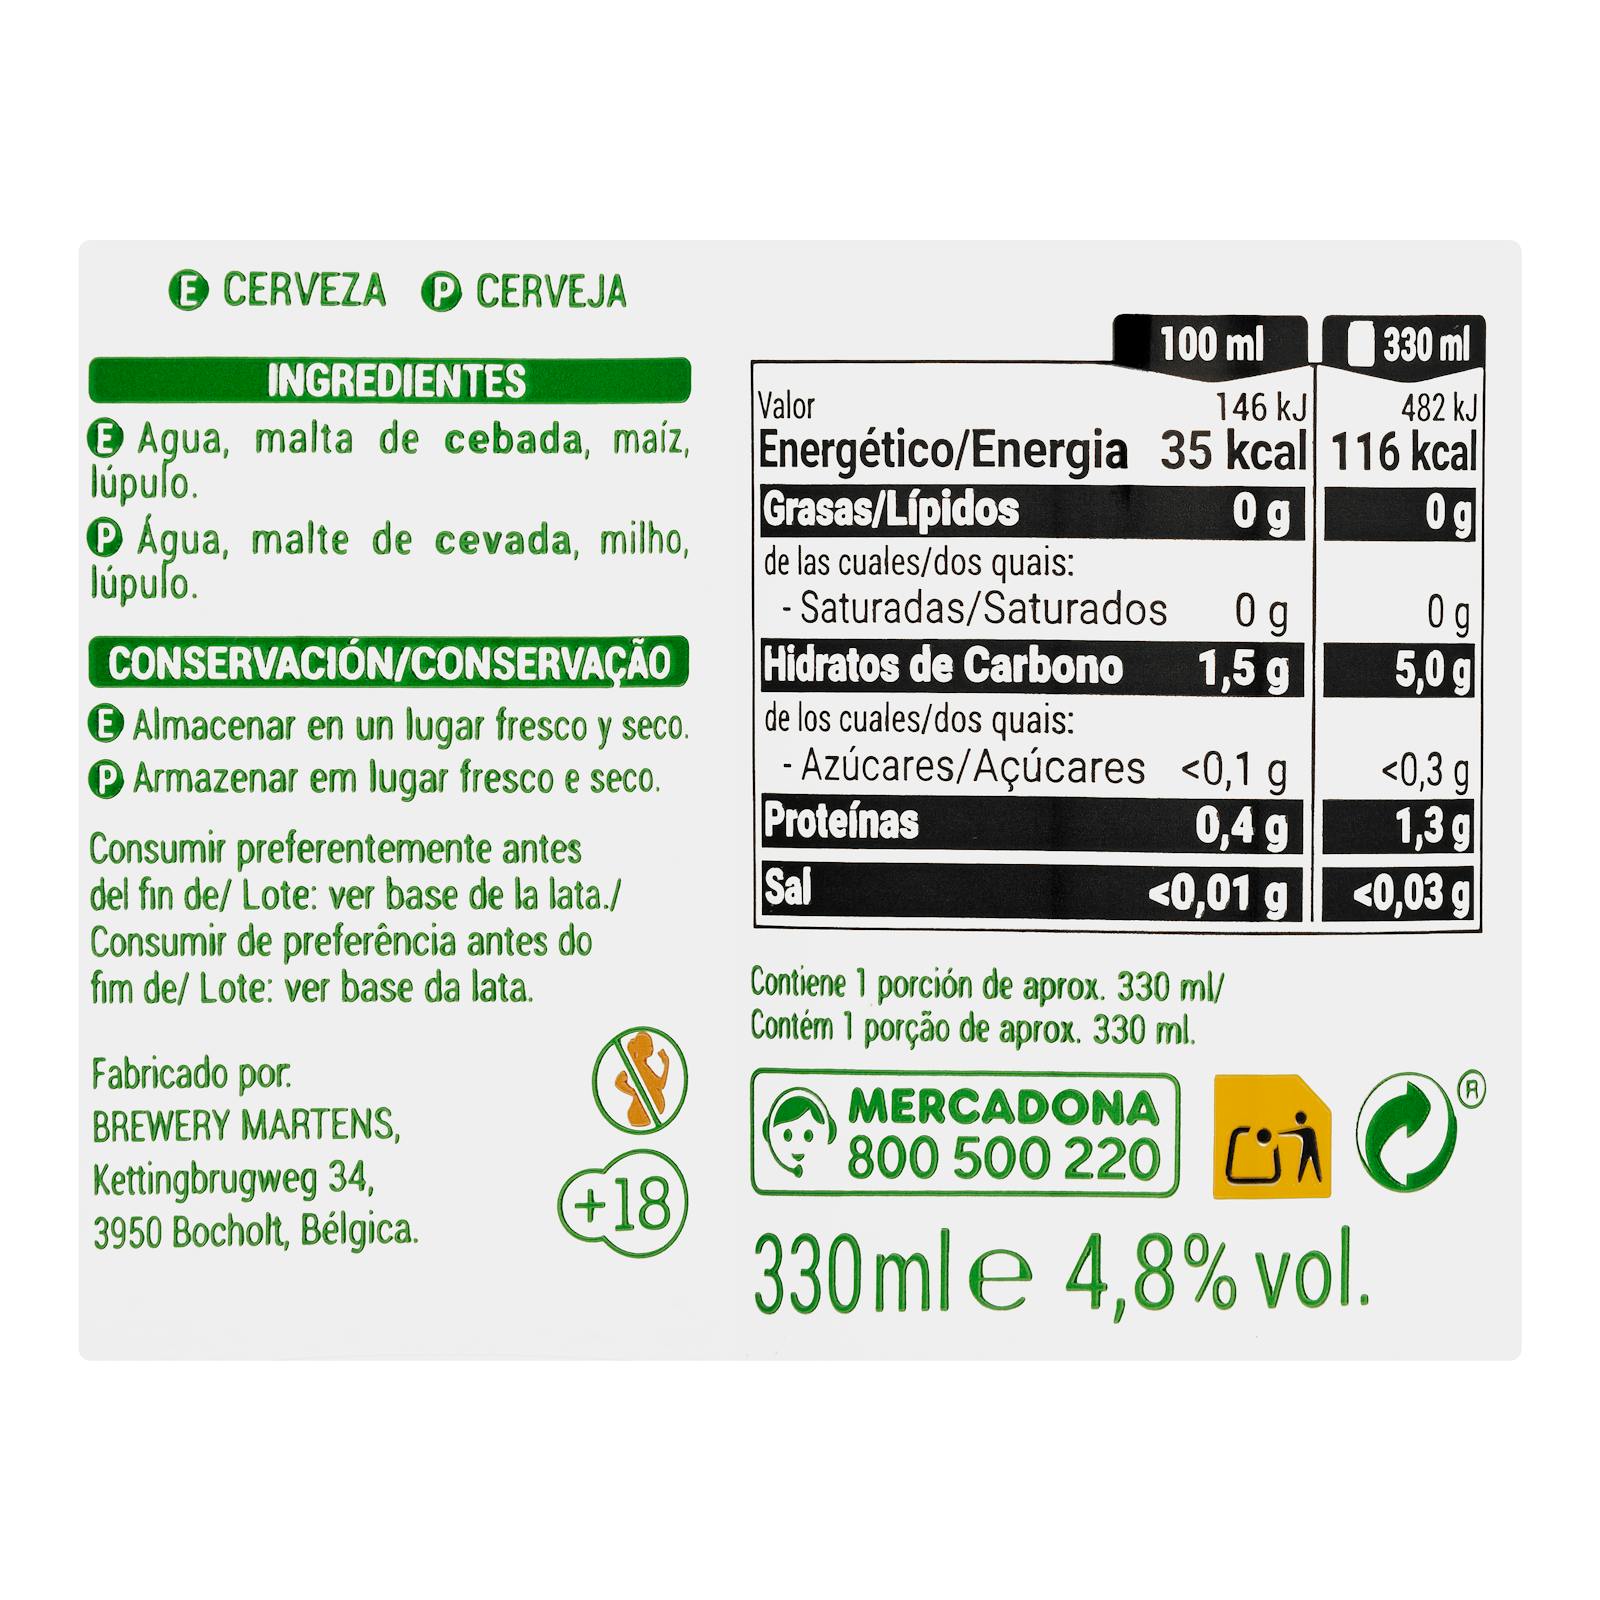 E CERVEZA P CERVEJA
INGREDIENTES
E Agua, malta de cebada, maíz,
lúpulo.
P Água, malte de cevada, milho,
lúpulo.
CONSERVACIÓN/CONSERVAÇÃO
E Almacenar en un lugar fresco y seco.
P Armazenar em lugar fresco e seco.
Consumir preferentemente antes
del fin de/ Lote: ver base de la lata./
Consumir de preferência antes do
fim de/ Lote: ver base da lata.
Fabricado por:
BREWERY MARTENS,
Kettingbrugweg 34,
3950 Bocholt, Bélgica.
+18
100 ml 330 ml
Valor 146 kJ 482 kJ
Energético/Energia 35 kcal 116 kcal
Grasas/Lípidos 0 g 0 g
de las cuales/dos quais:
- Saturadas/Saturados 0 g 0 g
Hidratos de Carbono 1,5 g 5,0 g
de los cuales/dos quais:
- Azúcares/Açúcares <0,1 g <0,3 g
Proteínas 0,4 g 1,3 g
Sal <0,01 g <0,03 g
Contiene 1 porción de aprox. 330 ml/
Contém 1 porção de aprox. 330 ml.
MERCADONA
800 500 220
®
330 ml e 4,8% vol.